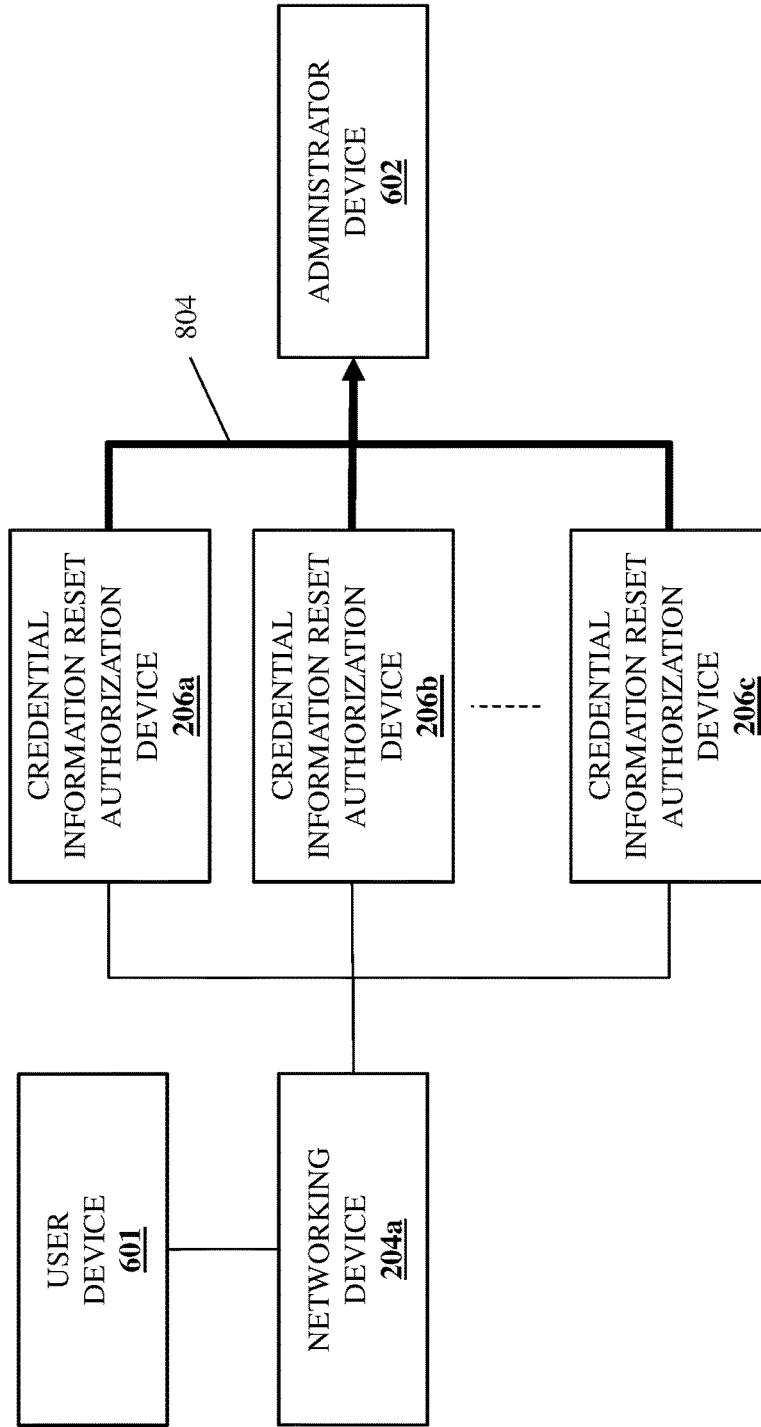 USER
DEVICE
601
NETWORKING
DEVICE
204a
CREDENTIAL
INFORMATION RESET
AUTHORIZATION
DEVICE
206a
CREDENTIAL
INFORMATION RESET
AUTHORIZATION
DEVICE
206b
CREDENTIAL
INFORMATION RESET
AUTHORIZATION
DEVICE
206c
804
ADMINISTRATOR
DEVICE
602